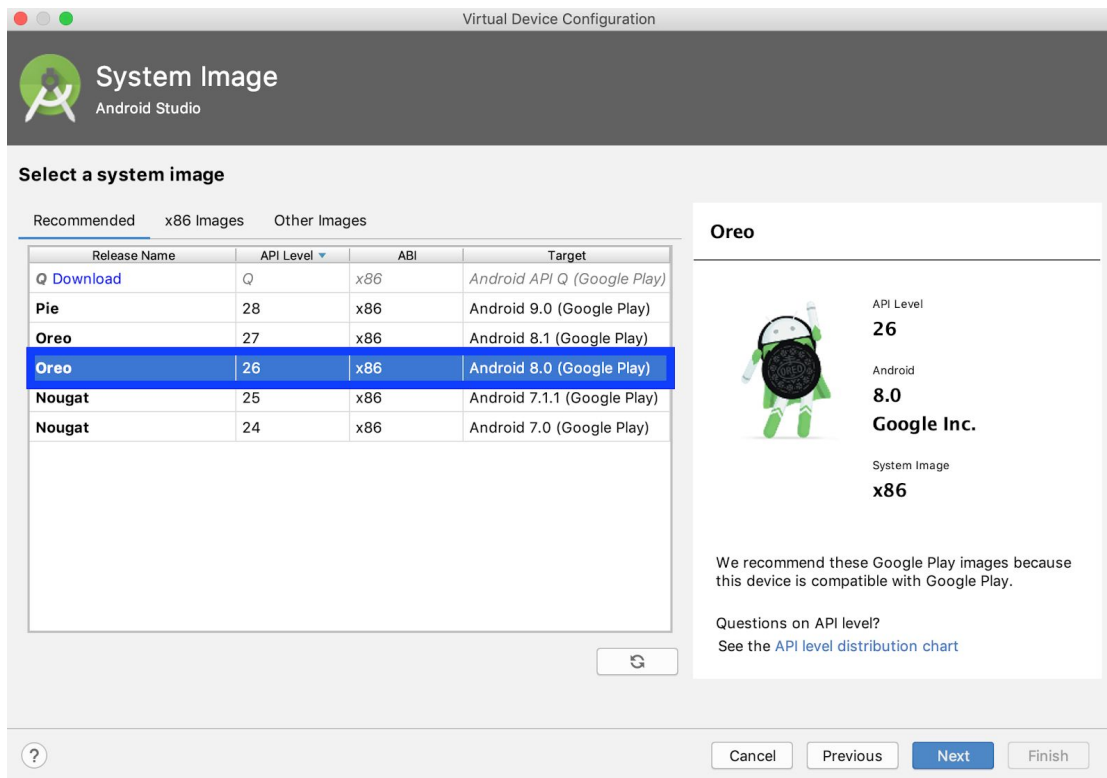 Virtual Device Configuration
System Image
Android Studio
Select a system image
Recommended x86 Images Other Images
Release Name API Level ABI Target
Q Download Q x86 Android API Q (Google Play)
Pie 28 x86 Android 9.0 (Google Play)
Oreo 27 x86 Android 8.1 (Google Play)
Oreo 26 x86 Android 8.0 (Google Play)
Nougat 25 x86 Android 7.1.1 (Google Play)
Nougat 24 x86 Android 7.0 (Google Play)
Oreo
API Level
26
OREO
Android
8.0
Google Inc.
System Image
x86
We recommend these Google Play images because
this device is compatible with Google Play.
Questions on API level?
See the API level distribution chart
? Cancel Previous Next Finish